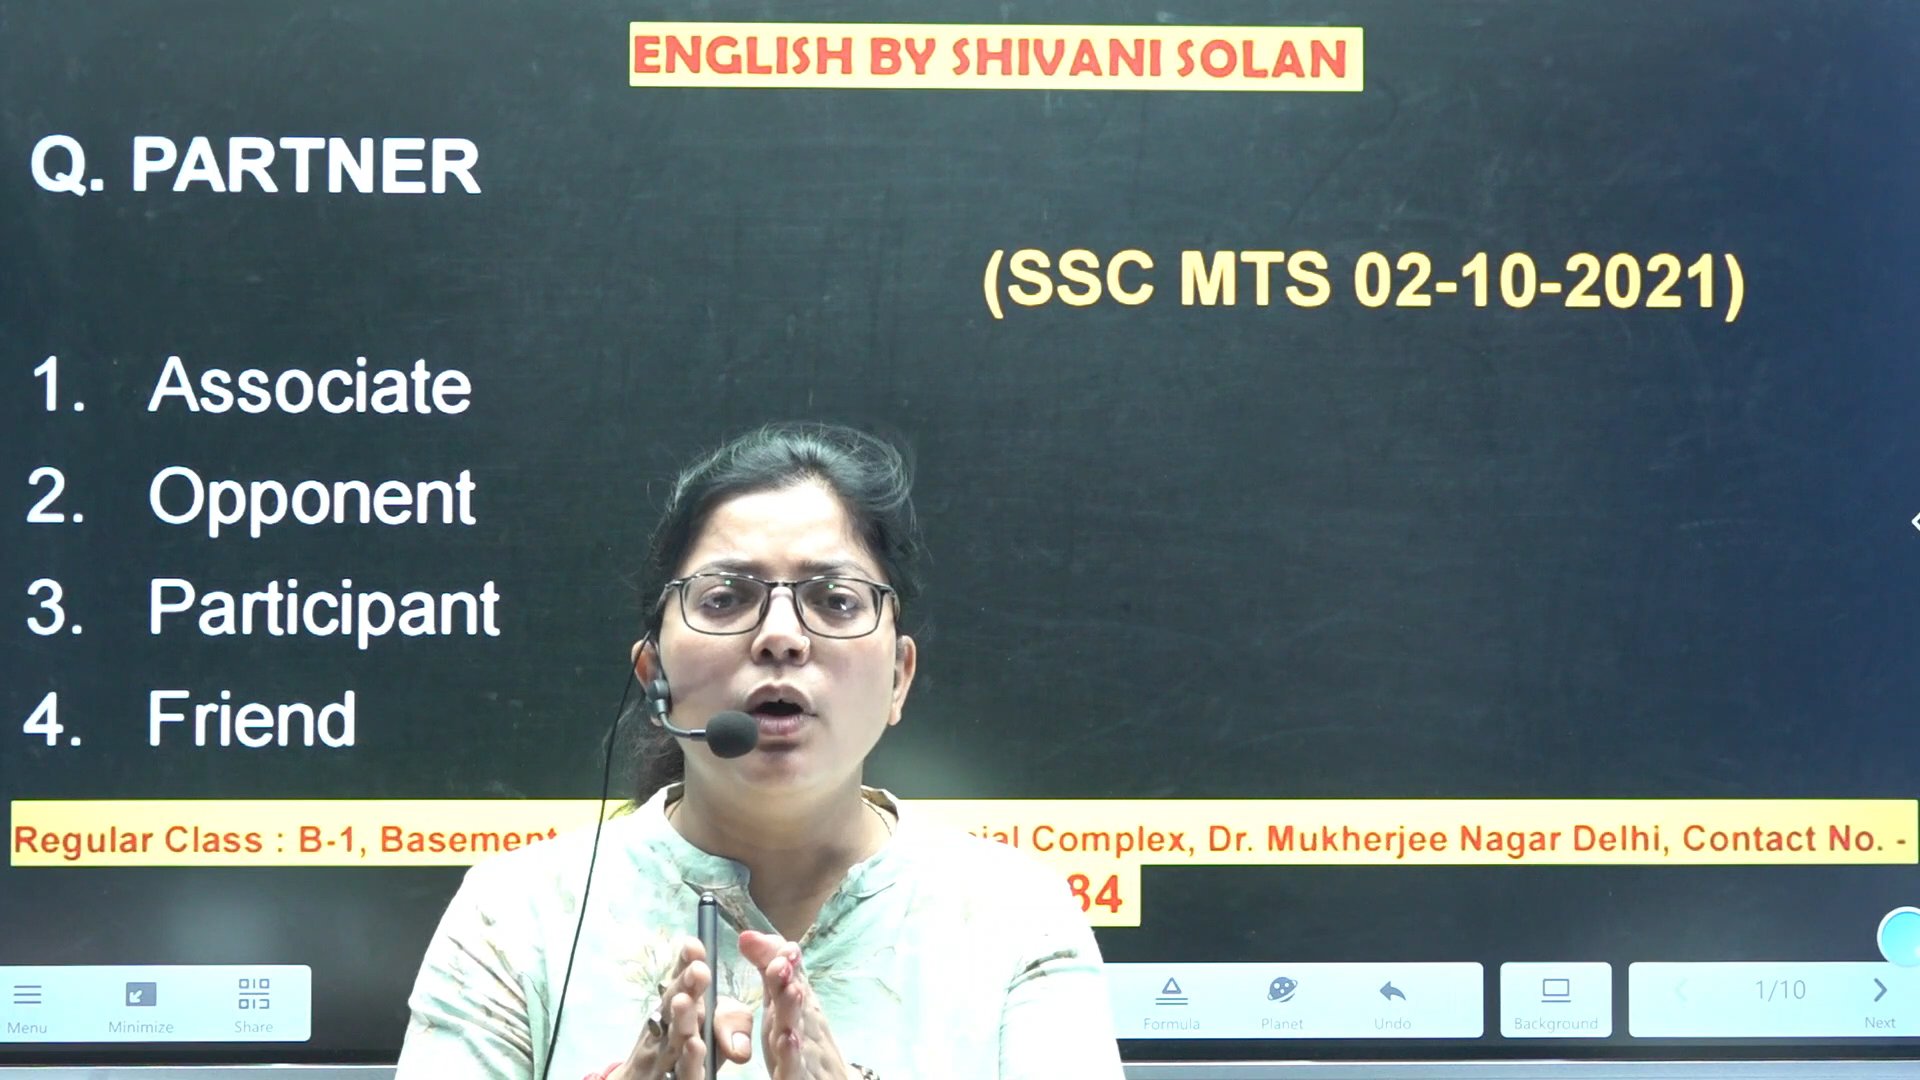 ENGLISH BY SHIVANI SOLAN
Q. PARTNER
(SSC MTS 02-10-2021)
1. Associate
2. Opponent
3. Participant
4. Friend
Regular Class : B-1, Basement Complex, Dr. Mukherjee Nagar Delhi, Contact No. -
84
Menu Minimize Share Formula Planet Undo Background 1/10 Next